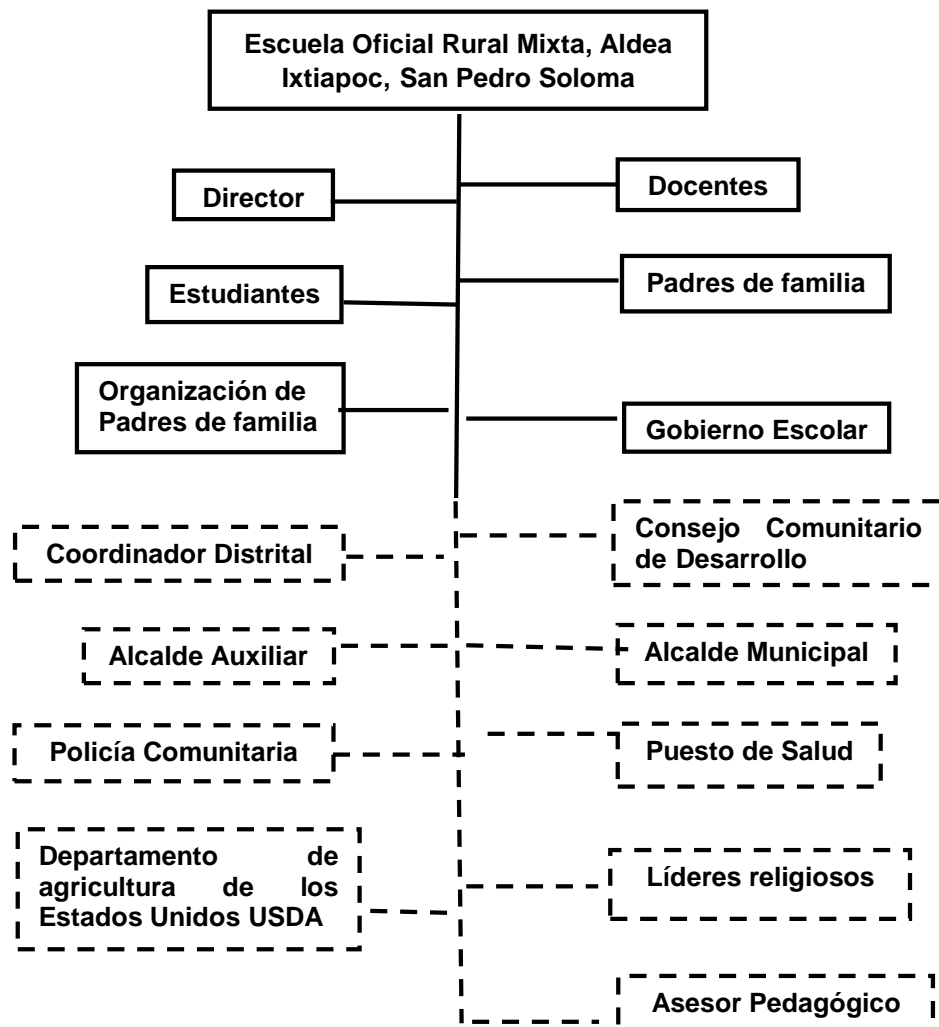 Escuela Oficial Rural Mixta, Aldea
Ixtiapoc, San Pedro Soloma
Director
Docentes
Estudiantes
Padres de familia
Organización de
Padres de familia
Gobierno Escolar
Coordinador Distrital
Consejo Comunitario
de Desarrollo
Alcalde Auxiliar
Alcalde Municipal
Policía Comunitaria
Puesto de Salud
Departamento de
agricultura de los
Estados Unidos USDA
Líderes religiosos
Asesor Pedagógico